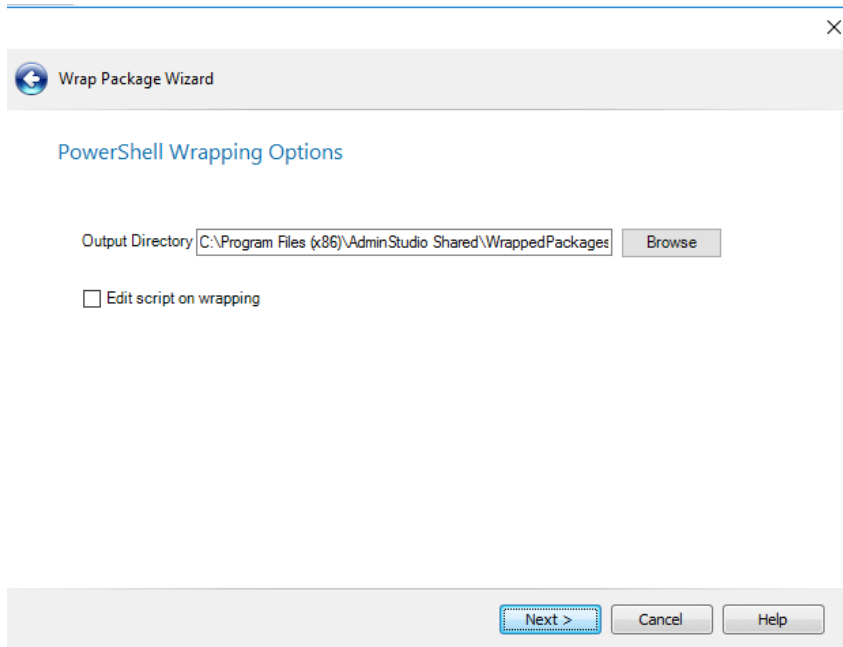 Wrap Package Wizard
PowerShell Wrapping Options
Output Directory C:\Program Files (x86)\AdminStudio Shared\WrappedPackages Browse
Edit script on wrapping
Next > Cancel Help